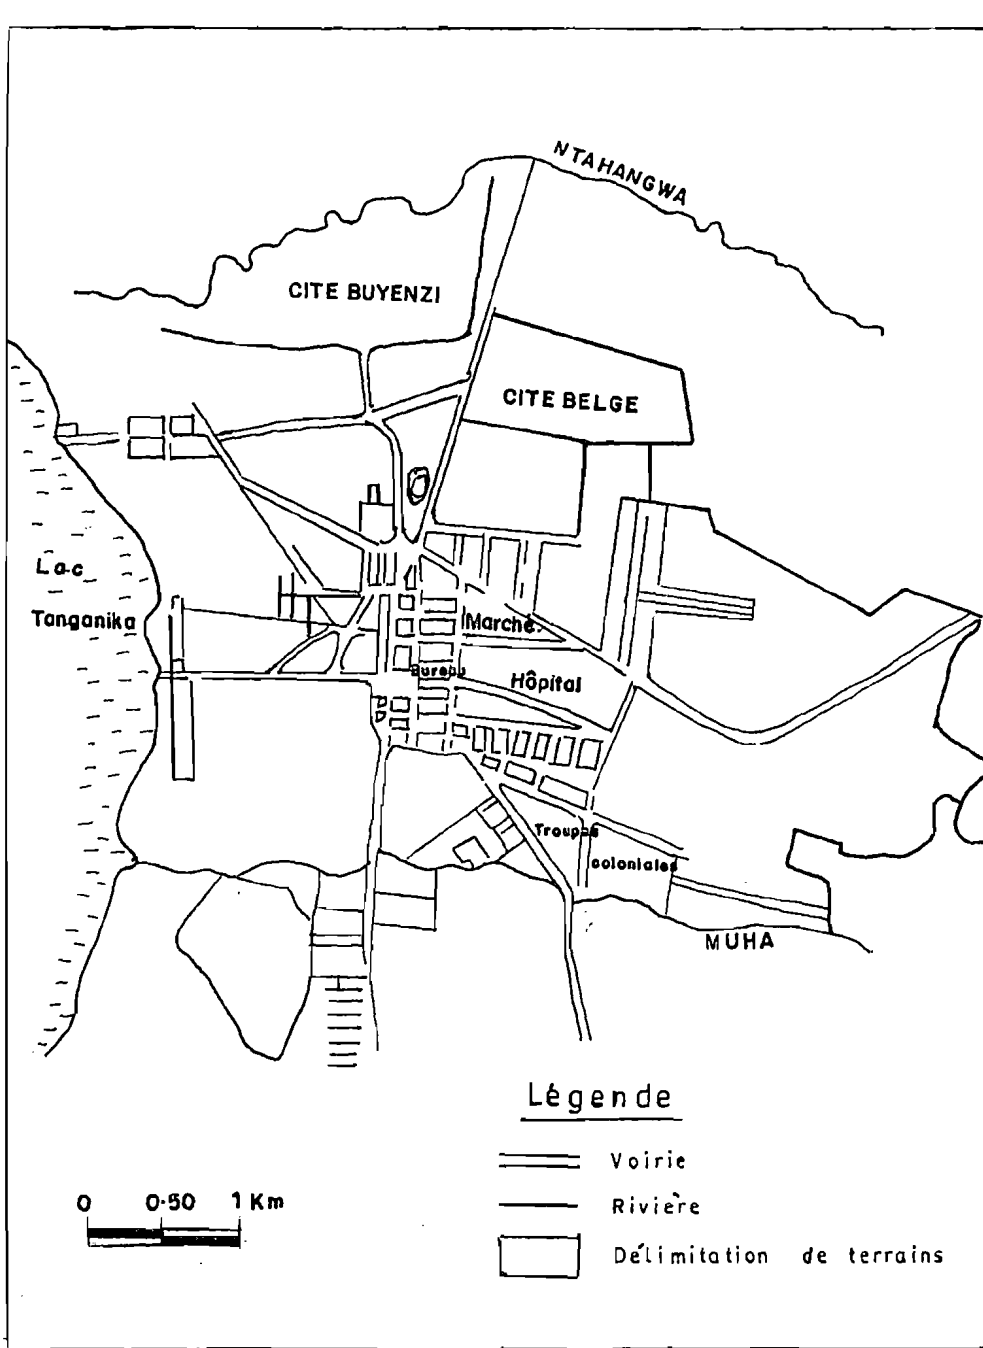 NTAHANGWA
CITE BUYENZI
CITE BELGE
Lac
Tanganika
Marché
Bureau
Hôpital
Troupes
coloniales
MUHA
Légende
Voirie
Rivière
Délimitation de terrains
0 0.50 1 Km